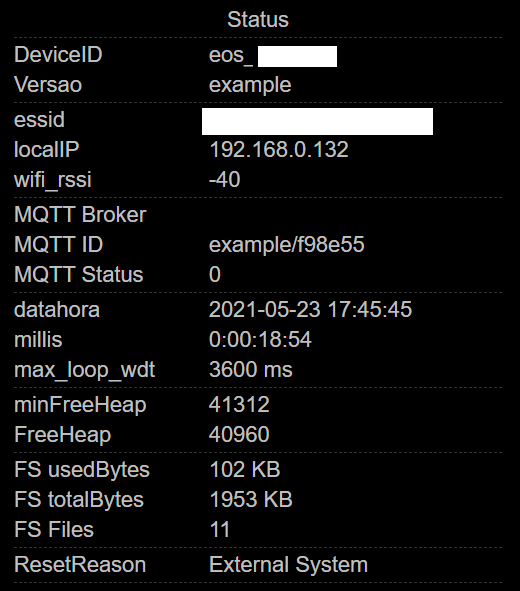 Status
DeviceID eos_
Versao example
essid
localIP 192.168.0.132
wifi_rssi -40
MQTT Broker
MQTT ID example/f98e55
MQTT Status 0
datahora 2021-05-23 17:45:45
millis 0:00:18:54
max_loop_wdt 3600 ms
minFreeHeap 41312
FreeHeap 40960
FS usedBytes 102 KB
FS totalBytes 1953 KB
FS Files 11
ResetReason External System